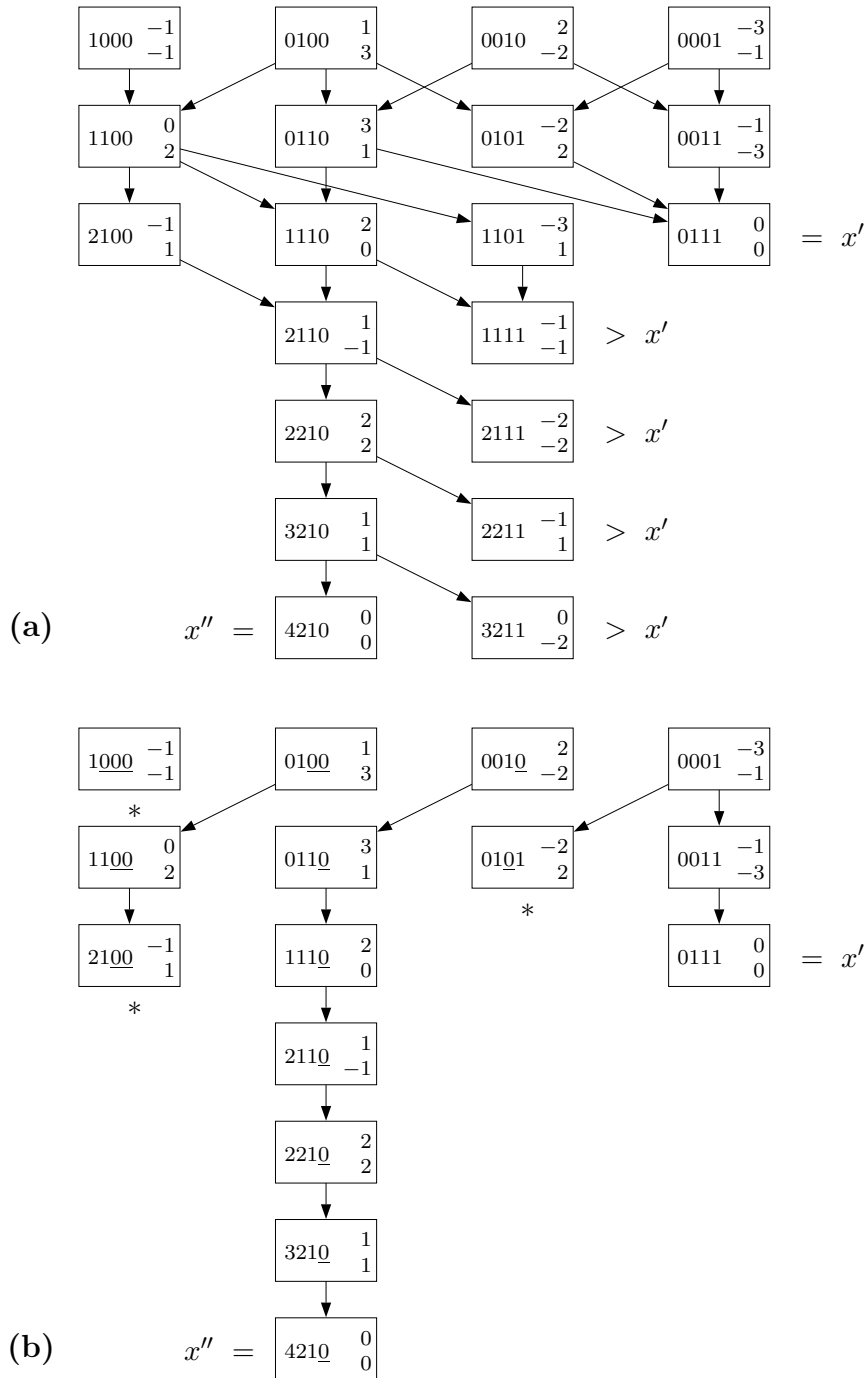 1000 −1 0100 1 0010 2 0001 −3
−1 3 −2 −1
1100 0 0110 3 0101 −2 0011 −1
2 1 2 −3
2100 −1 1110 2 1101 −3 0111 0 = x′
1 0 1 0
2110 1 1111 −1 > x′
−1 −1
2210 2 2111 −2 > x′
2 −2
3210 1 2211 −1 > x′
1 1
(a) x″ = 4210 0 3211 0 > x′
0 −2
1000 −1 0100 1 0010 2 0001 −3
−1 3 −2 −1
*
1100 0 0110 3 0101 −2 0011 −1
2 1 2 −3
*
2100 −1 1110 2 0111 0 = x′
1 0 0
*
2110 1
−1
2210 2
2
3210 1
1
(b) x″ = 4210 0
0